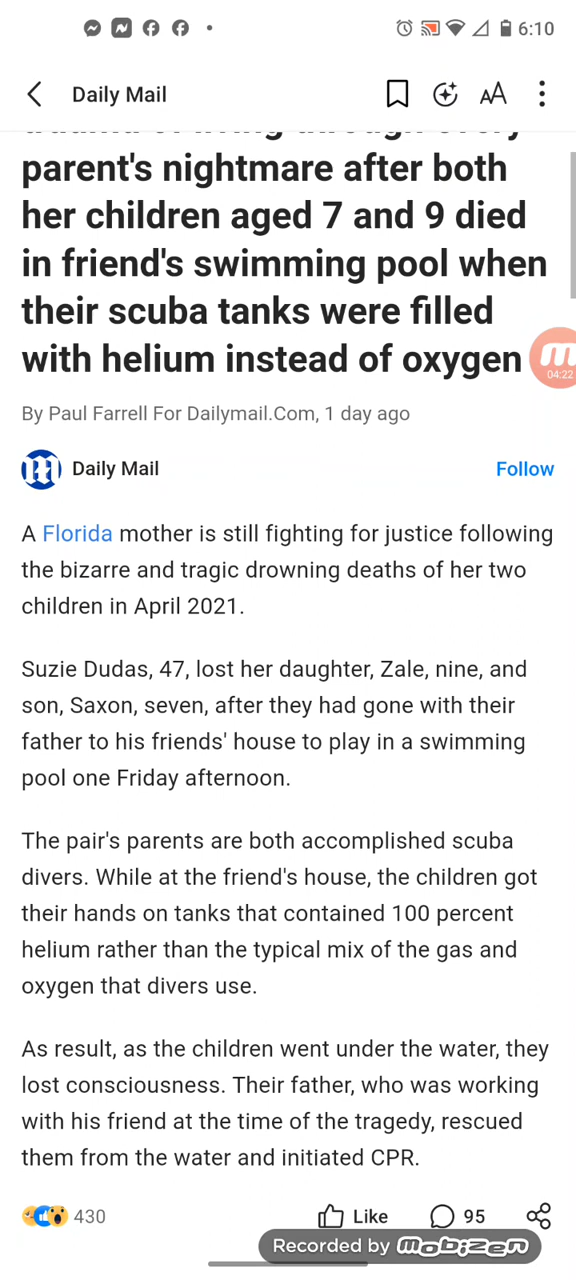 6:10
Daily Mail
parent's nightmare after both
her children aged 7 and 9 died
in friend's swimming pool when
their scuba tanks were filled
with helium instead of oxygen
04:22
By Paul Farrell For Dailymail.Com, 1 day ago
Daily Mail
Follow
A Florida mother is still fighting for justice following
the bizarre and tragic drowning deaths of her two
children in April 2021.
Suzie Dudas, 47, lost her daughter, Zale, nine, and
son, Saxon, seven, after they had gone with their
father to his friends' house to play in a swimming
pool one Friday afternoon.
The pair's parents are both accomplished scuba
divers. While at the friend's house, the children got
their hands on tanks that contained 100 percent
helium rather than the typical mix of the gas and
oxygen that divers use.
As result, as the children went under the water, they
lost consciousness. Their father, who was working
with his friend at the time of the tragedy, rescued
them from the water and initiated CPR.
430
Like
95
Recorded by mobizen